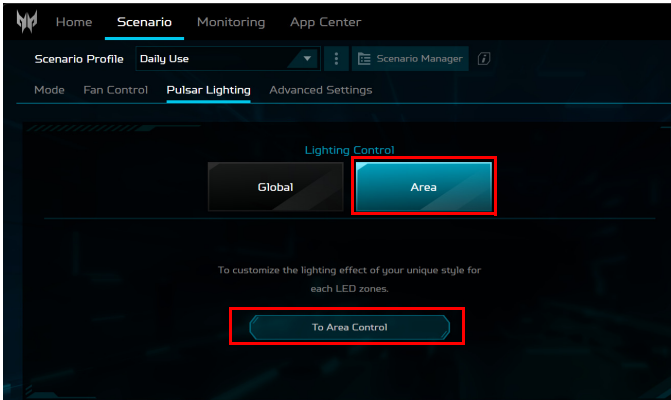 Home Scenario Monitoring App Center
Scenario Profile Daily Use Scenario Manager i
Mode Fan Control Pulsar Lighting Advanced Settings
Lighting Control
Global Area
To customize the lighting effect of your unique style for
each LED zones.
To Area Control